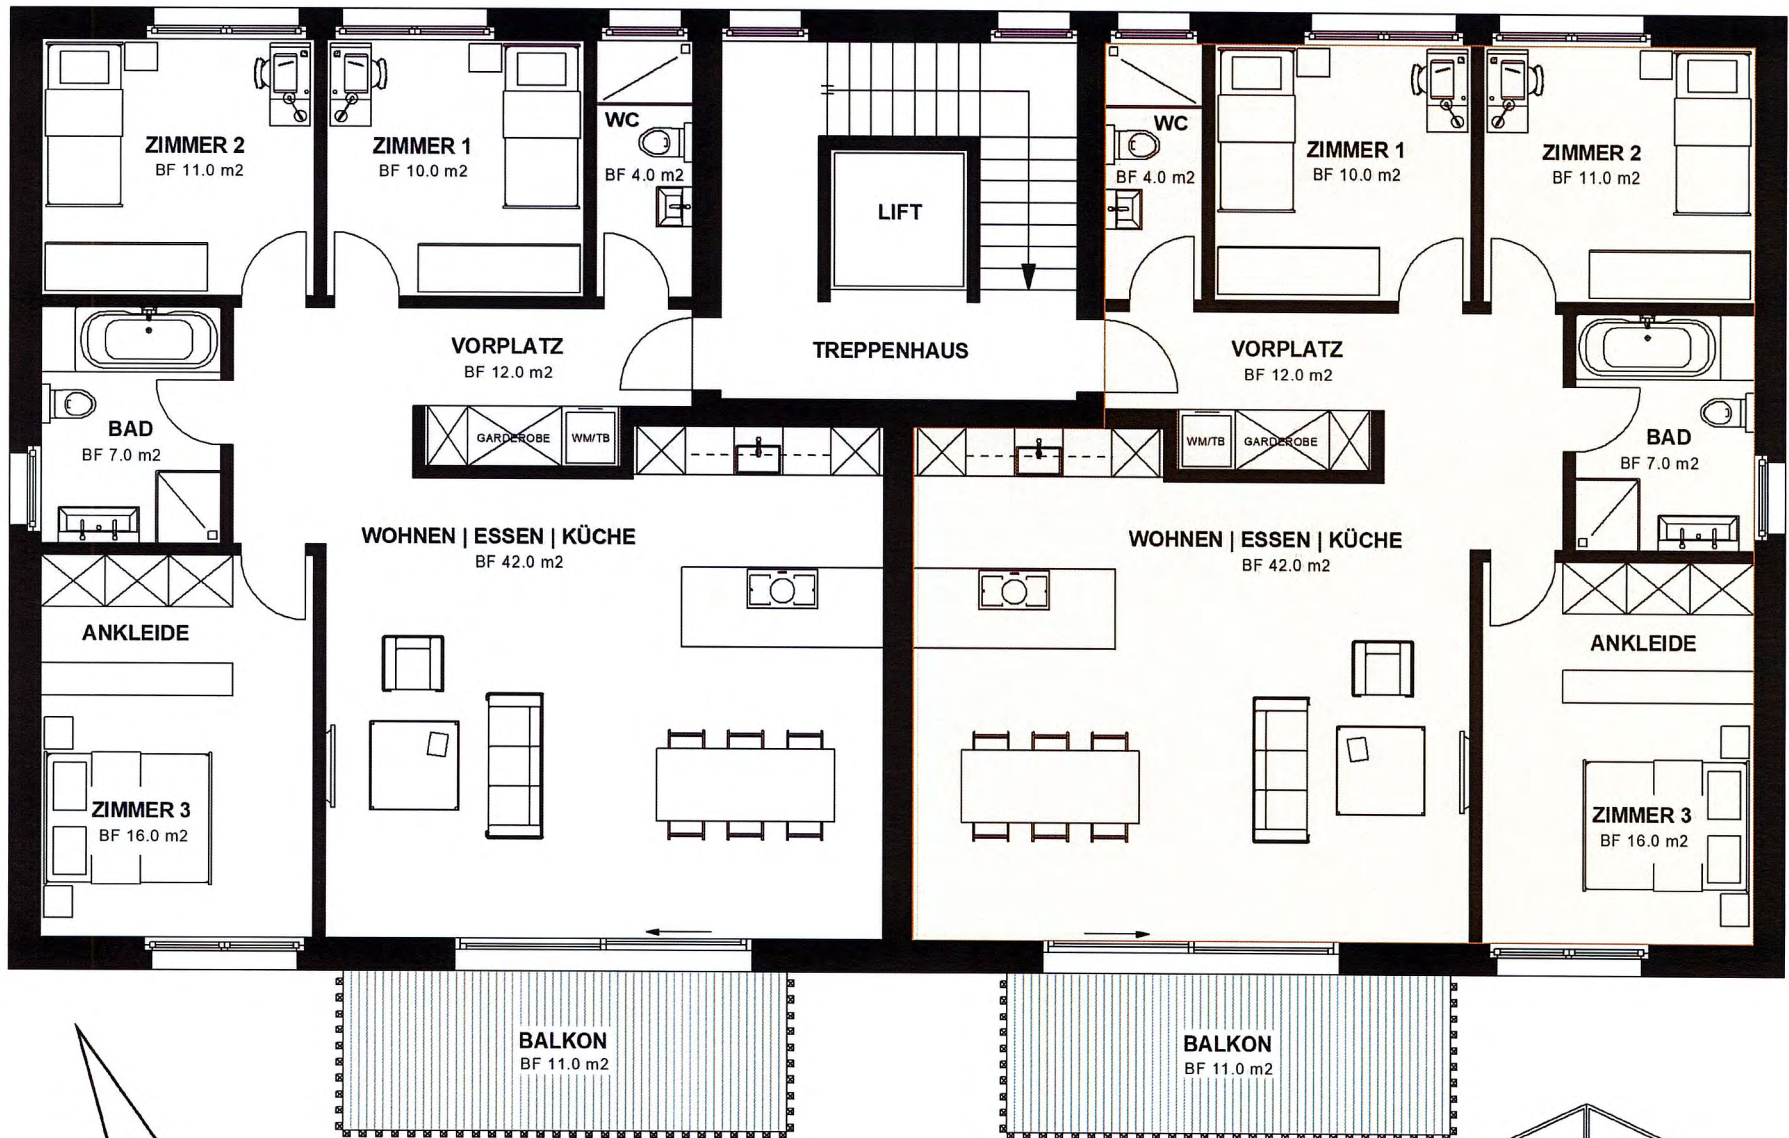 ZIMMER 2
BF 11.0 m2
ZIMMER 1
BF 10.0 m2
WC
BF 4.0 m2
LIFT
WC
BF 4.0 m2
ZIMMER 1
BF 10.0 m2
ZIMMER 2
BF 11.0 m2
VORPLATZ
BF 12.0 m2
TREPPENHAUS
VORPLATZ
BF 12.0 m2
BAD
BF 7.0 m2
GARDEROBE
WM/TB
WM/TB
GARDEROBE
BAD
BF 7.0 m2
WOHNEN | ESSEN | KÜCHE
BF 42.0 m2
WOHNEN | ESSEN | KÜCHE
BF 42.0 m2
ANKLEIDE
ANKLEIDE
ZIMMER 3
BF 16.0 m2
ZIMMER 3
BF 16.0 m2
BALKON
BF 11.0 m2
BALKON
BF 11.0 m2